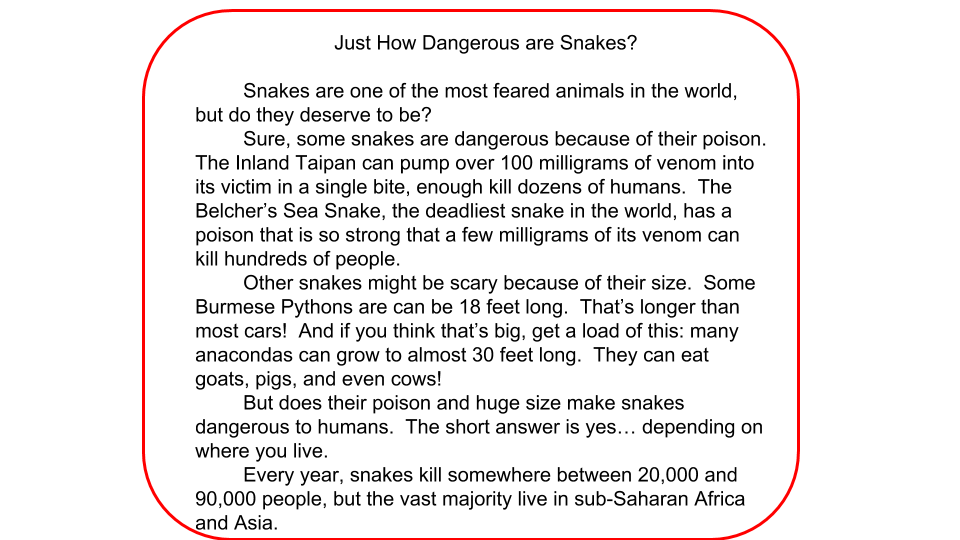 Just How Dangerous are Snakes?
Snakes are one of the most feared animals in the world,
but do they deserve to be?
Sure, some snakes are dangerous because of their poison.
The Inland Taipan can pump over 100 milligrams of venom into
its victim in a single bite, enough kill dozens of humans.  The
Belcher's Sea Snake, the deadliest snake in the world, has a
poison that is so strong that a few milligrams of its venom can
kill hundreds of people.
Other snakes might be scary because of their size.  Some
Burmese Pythons are can be 18 feet long.  That's longer than
most cars!  And if you think that's big, get a load of this: many
anacondas can grow to almost 30 feet long.  They can eat
goats, pigs, and even cows!
But does their poison and huge size make snakes
dangerous to humans.  The short answer is yes… depending on
where you live.
Every year, snakes kill somewhere between 20,000 and
90,000 people, but the vast majority live in sub-Saharan Africa
and Asia.